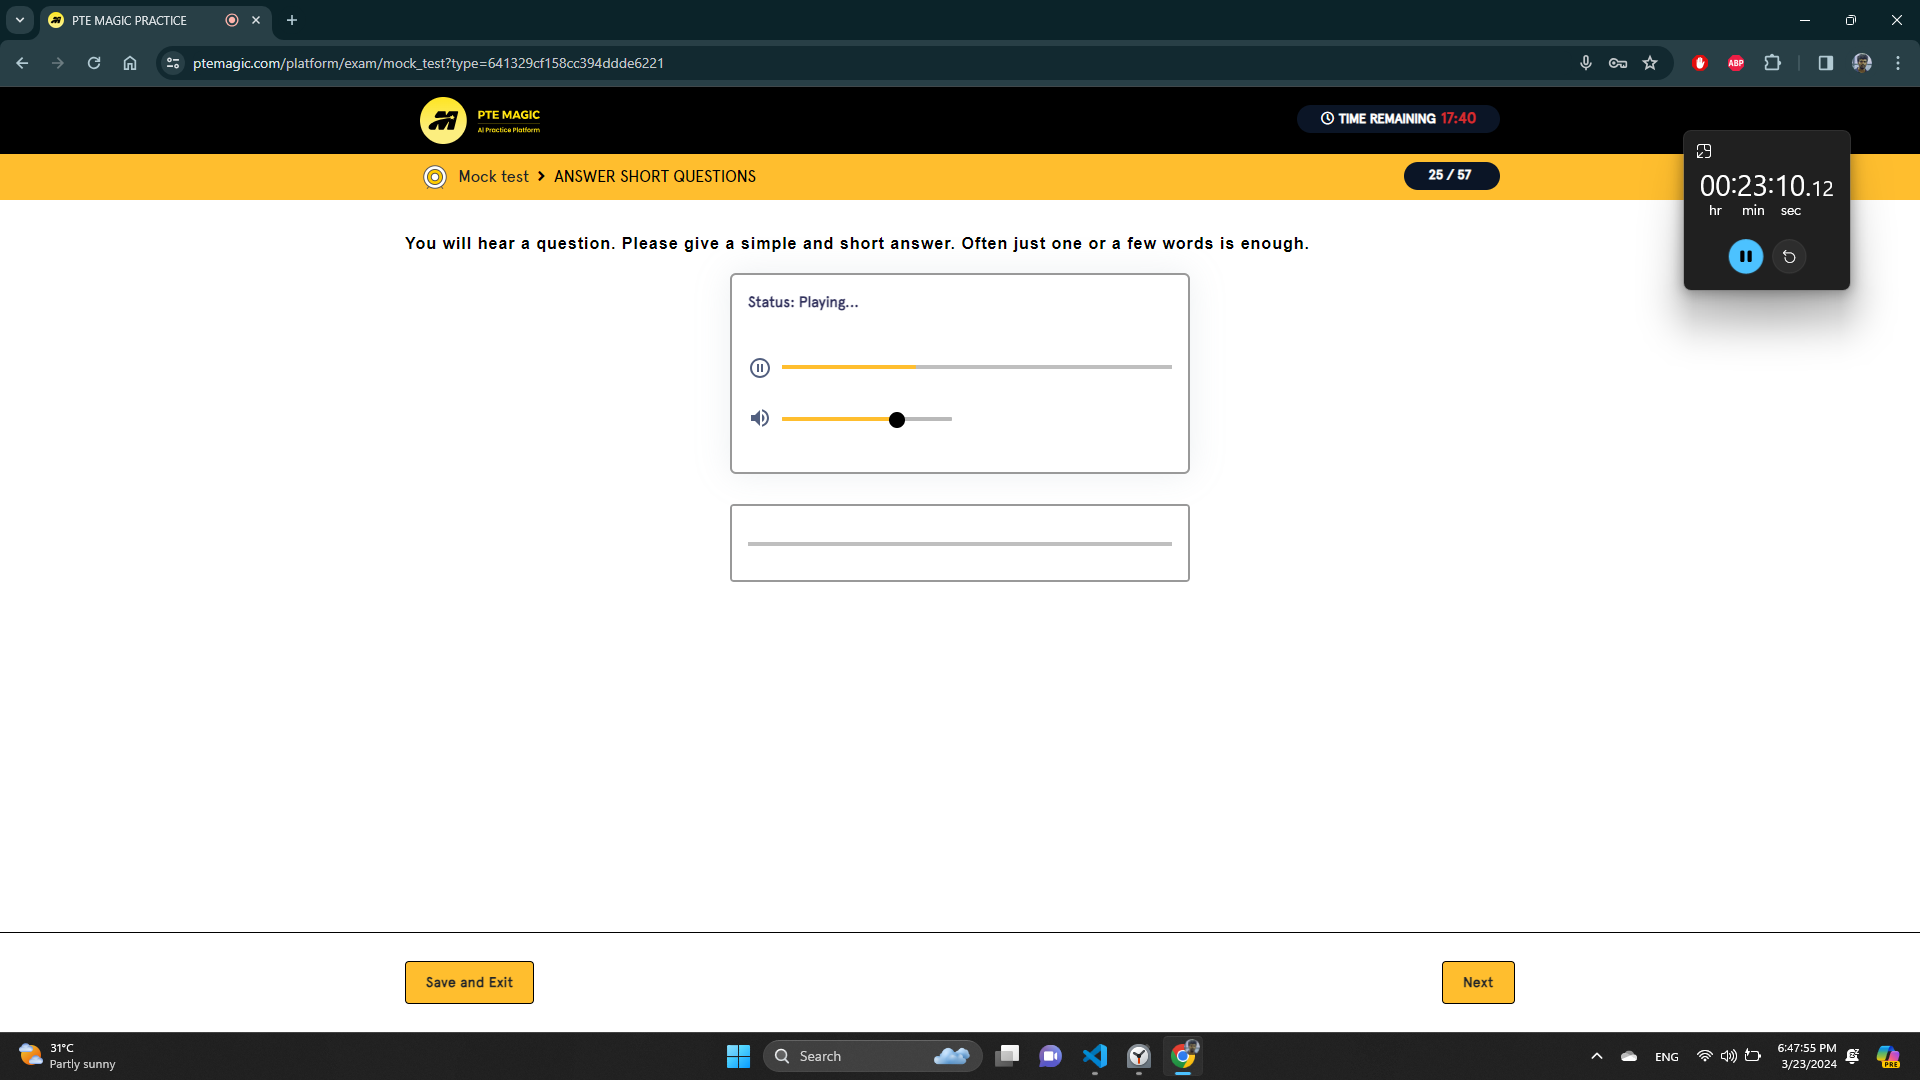 PTE MAGIC PRACTICE
ptemagic.com/platform/exam/mock_test?type=641329cf158cc394ddde6221
ABP
PTE MAGIC
AI Practice Platform
TIME REMAINING 17:40
Mock test > ANSWER SHORT QUESTIONS
25 / 57
00:23:10.12
hr min sec
You will hear a question. Please give a simple and short answer. Often just one or a few words is enough.
Status: Playing...
Save and Exit
Next
31°C
Partly sunny
Search
ENG
6:47:55 PM
3/23/2024
PRE